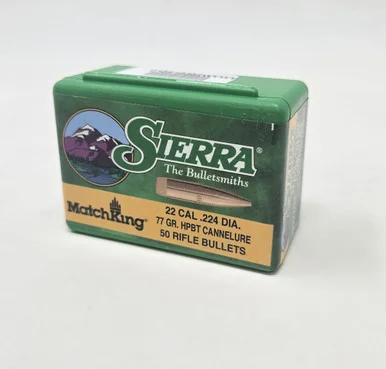 SIERRA®
The Bulletsmiths
MatchKing®
22 CAL .224 DIA.
77 GR. HPBT CANNELURE
50 RIFLE BULLETS